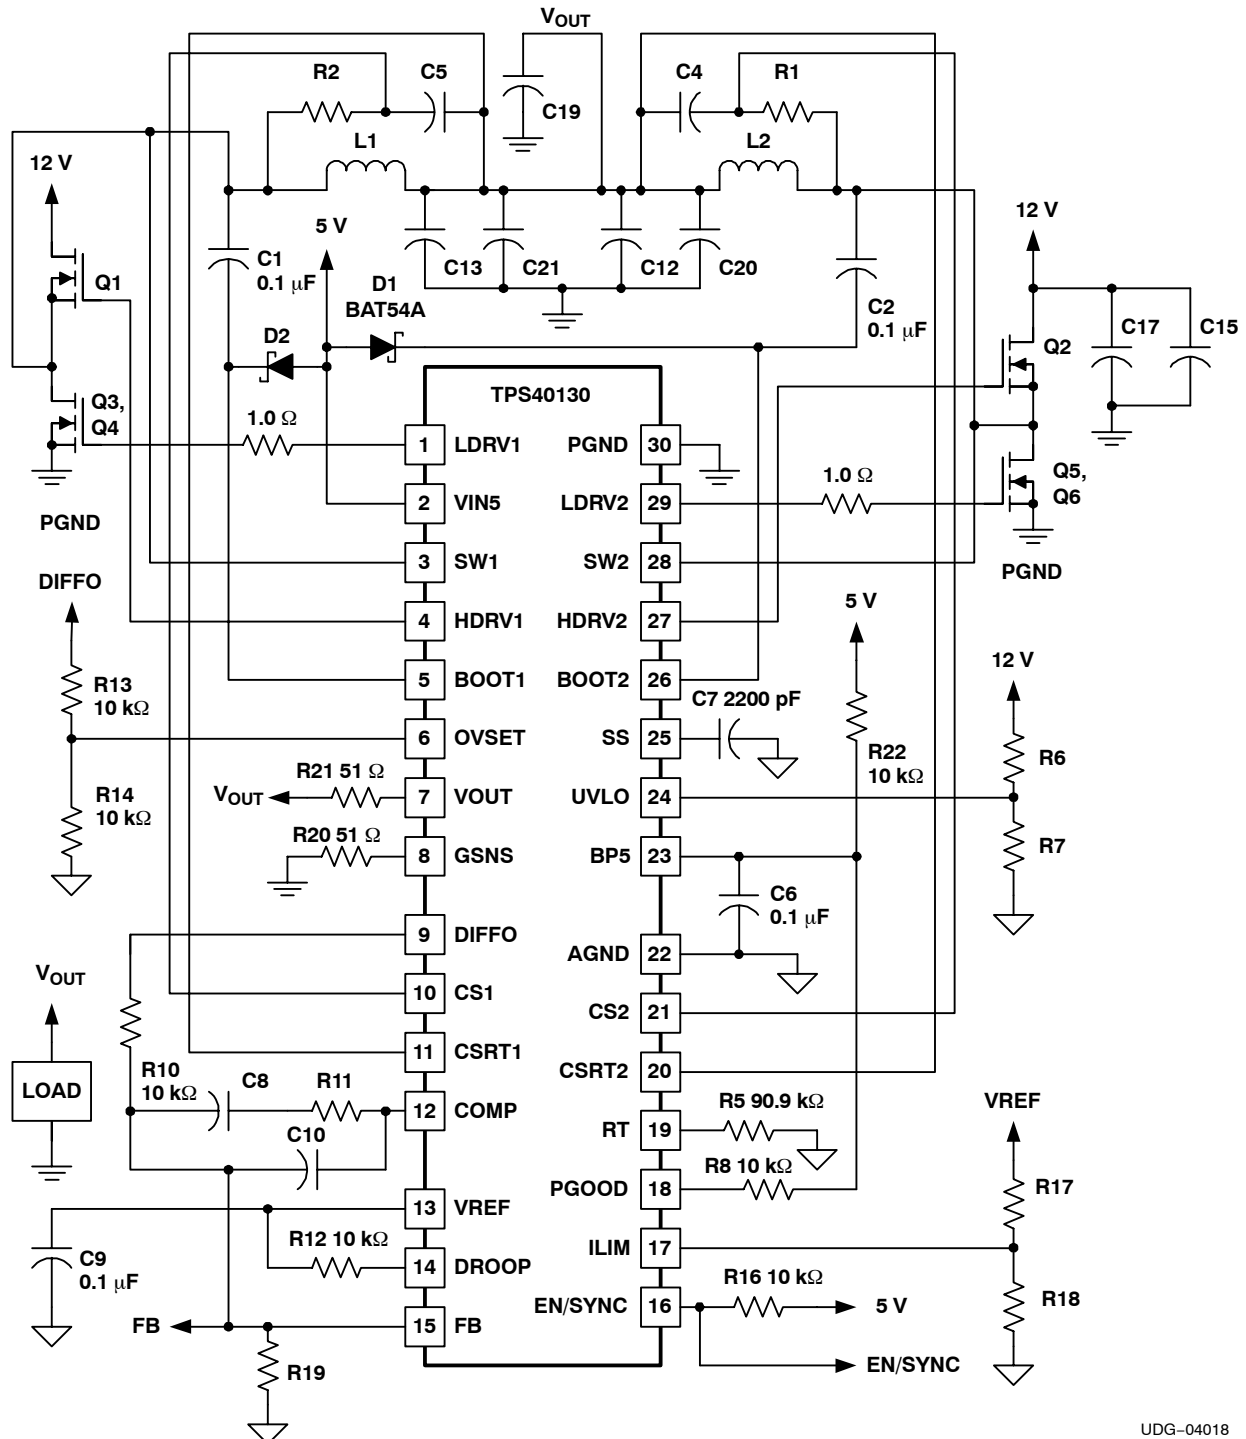 V_OUT
R2
C5
C4
R1
C19
L1
L2
12 V
12 V
5 V
C1
0.1 μF
C13
C21
C12
C20
D1
BAT54A
C2
0.1 μF
Q1
C17
C15
Q2
D2
TPS40130
Q3,
Q4
1.0 Ω
1 LDRV1
PGND 30
1.0 Ω
Q5,
Q6
2 VIN5
LDRV2 29
PGND
3 SW1
SW2 28
PGND
DIFFO
5 V
4 HDRV1
HDRV2 27
12 V
R13
10 kΩ
5 BOOT1
BOOT2 26
C7 2200 pF
6 OVSET
SS 25
R22
10 kΩ
R6
R14
10 kΩ
V_OUT
R21 51 Ω
7 VOUT
UVLO 24
R20 51 Ω
8 GSNS
BP5 23
R7
C6
0.1 μF
9 DIFFO
AGND 22
V_OUT
10 CS1
CS2 21
11 CSRT1
CSRT2 20
LOAD
R10
10 kΩ
C8
R11
12 COMP
R5 90.9 kΩ
VREF
RT 19
C10
R8 10 kΩ
PGOOD 18
R17
13 VREF
R12 10 kΩ
ILIM 17
C9
0.1 μF
14 DROOP
R16 10 kΩ
EN/SYNC 16
5 V
R18
FB
15 FB
R19
EN/SYNC
UDG–04018